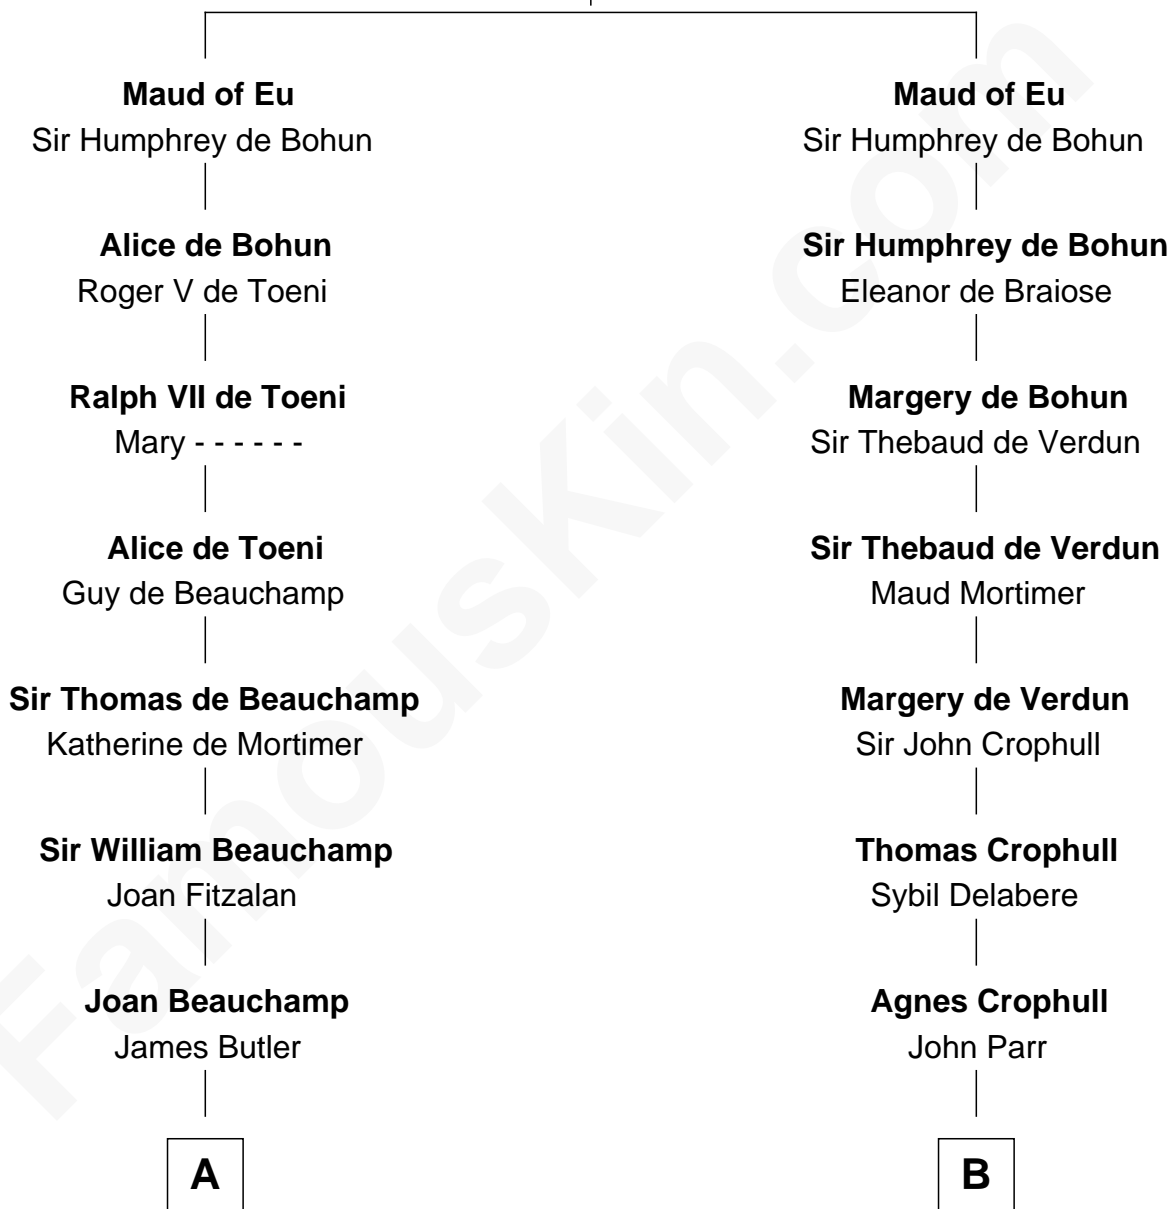 Maud of Eu
Sir Humphrey de Bohun
Alice de Bohun
Roger V de Toeni
Ralph VII de Toeni
Mary - - - - - -
Alice de Toeni
Guy de Beauchamp
Sir Thomas de Beauchamp
Katherine de Mortimer
Sir William Beauchamp
Joan Fitzalan
Joan Beauchamp
James Butler
A
Maud of Eu
Sir Humphrey de Bohun
Sir Humphrey de Bohun
Eleanor de Braiose
Margery de Bohun
Sir Thebaud de Verdun
Sir Thebaud de Verdun
Maud Mortimer
Margery de Verdun
Sir John Crophull
Thomas Crophull
Sybil Delabere
Agnes Crophull
John Parr
B
FamousKin.com